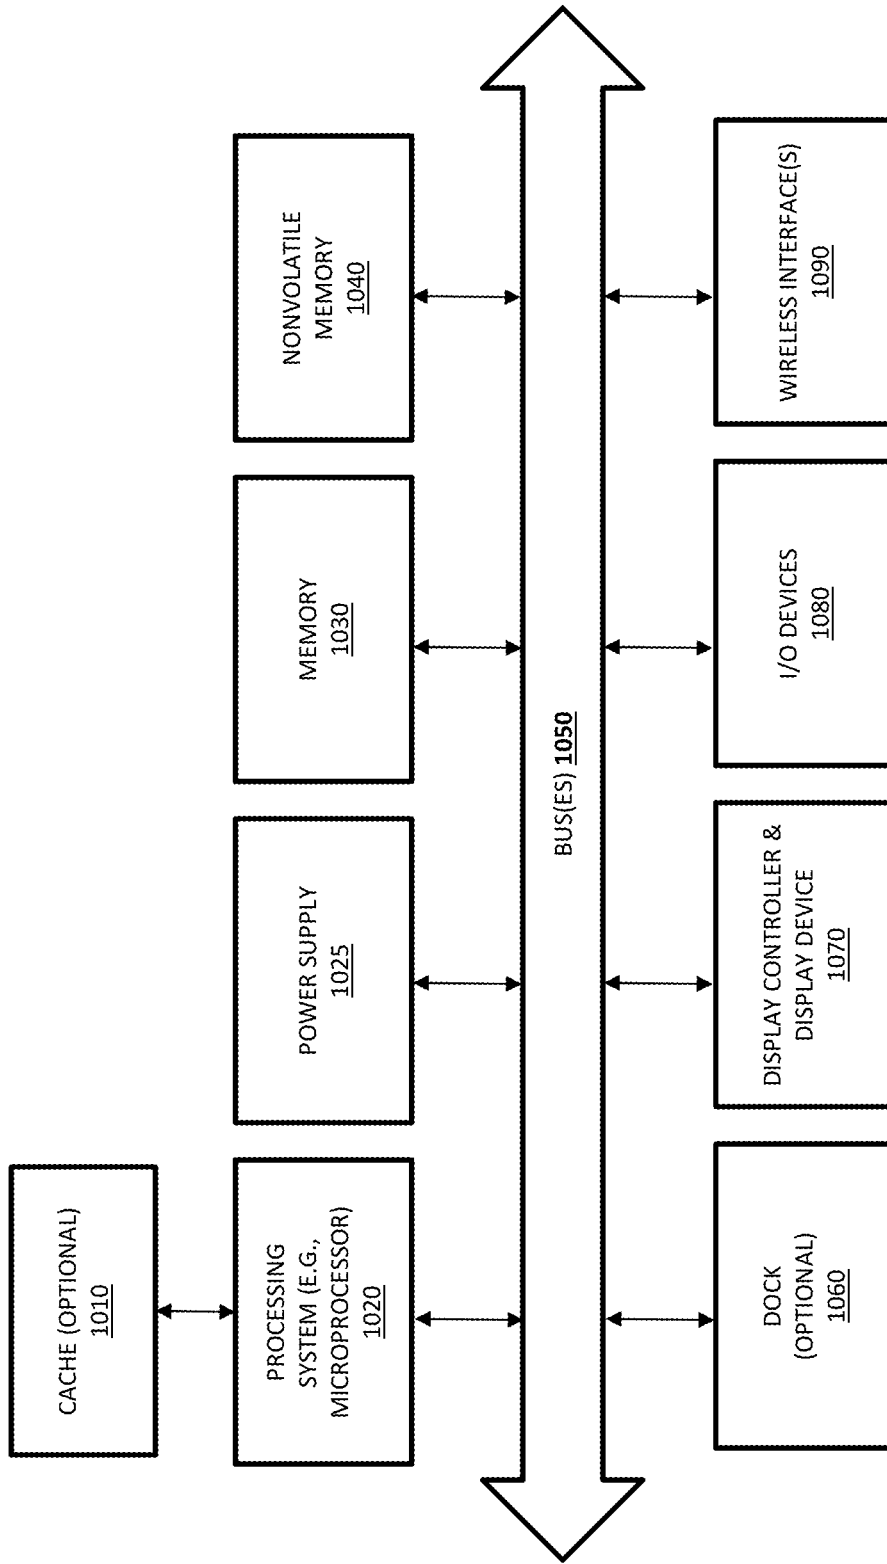 CACHE (OPTIONAL)
1010
PROCESSING
SYSTEM (E.G.,
MICROPROCESSOR)
1020
POWER SUPPLY
1025
MEMORY
1030
NONVOLATILE
MEMORY
1040
BUS(ES) 1050
DOCK
(OPTIONAL)
1060
DISPLAY CONTROLLER &
DISPLAY DEVICE
1070
I/O DEVICES
1080
WIRELESS INTERFACE(S)
1090